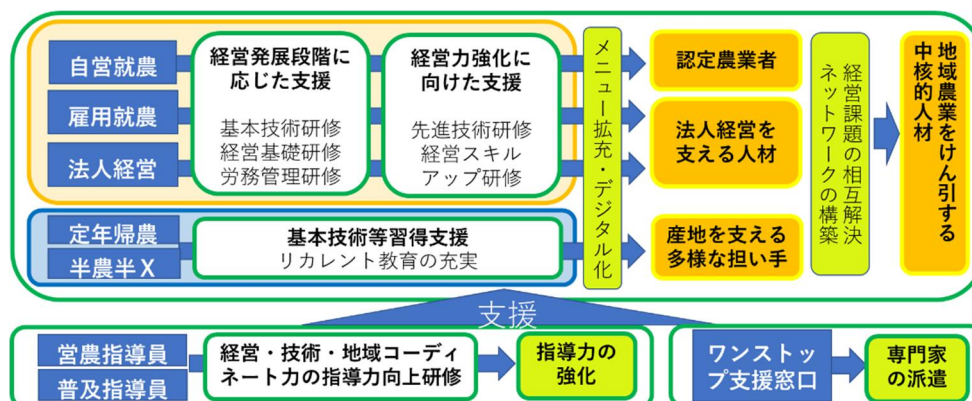 自営就農
雇用就農
法人経営
経営発展段階に
応じた支援
基本技術研修
経営基礎研修
労務管理研修
経営力強化に
向けた支援
先進技術研修
経営スキル
アップ研修
定年帰農
半農半X
基本技術等習得支援
リカレント教育の充実
メニュー拡充・デジタル化
認定農業者
法人経営を
支える人材
産地を支える
多様な担い手
経営課題の相互解決
ネットワークの構築
地域農業をけん引する
中核的人材
支援
営農指導員
普及指導員
経営・技術・地域コーディ
ネート力の指導力向上研修
指導力の
強化
ワンストッ
プ支援窓口
専門家
の派遣